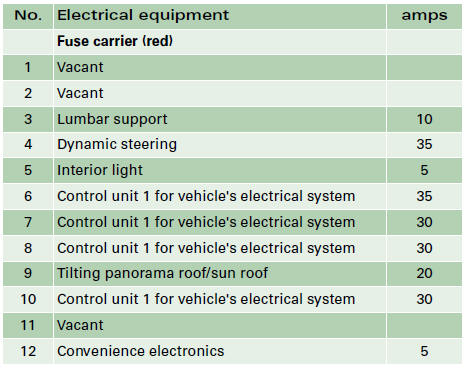 No. Electrical equipment amps
Fuse carrier (red)
1 Vacant
2 Vacant
3 Lumbar support 10
4 Dynamic steering 35
5 Interior light 5
6 Control unit 1 for vehicle's electrical system 35
7 Control unit 1 for vehicle's electrical system 30
8 Control unit 1 for vehicle's electrical system 30
9 Tilting panorama roof/sun roof 20
10 Control unit 1 for vehicle's electrical system 30
11 Vacant
12 Convenience electronics 5